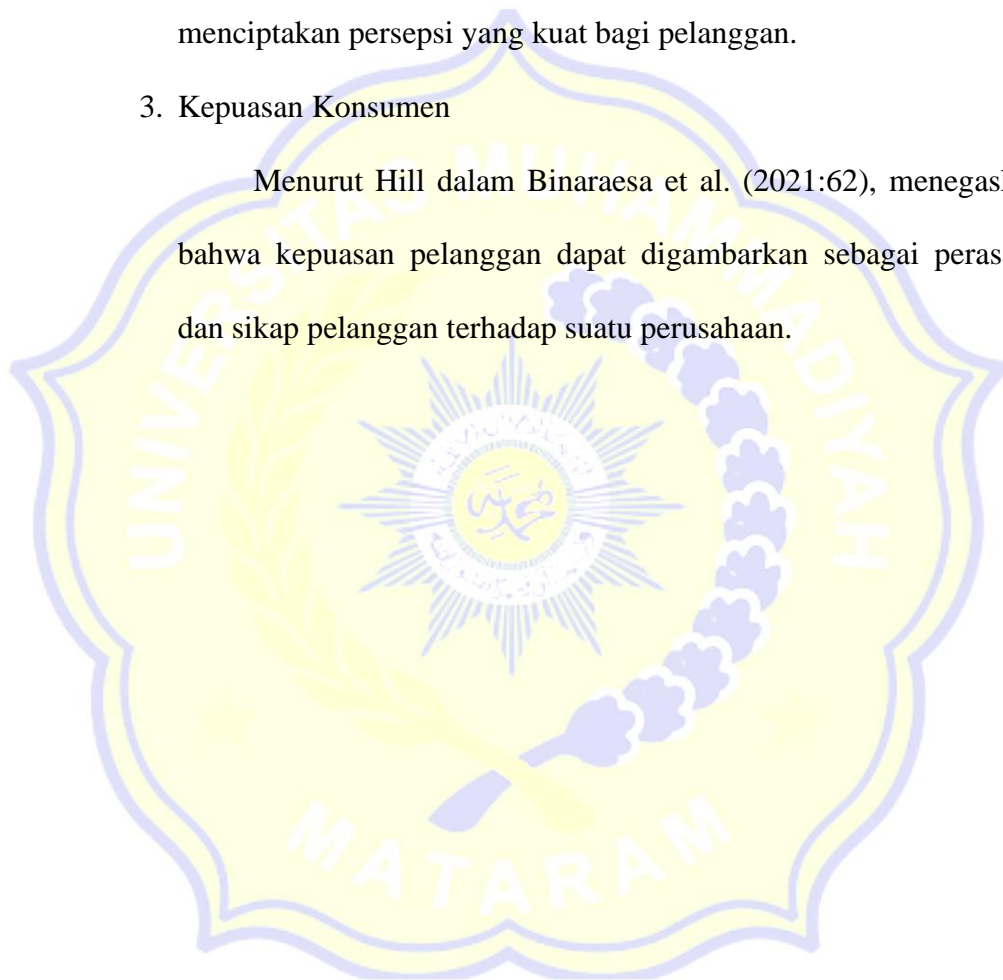 menciptakan persepsi yang kuat bagi pelanggan.
3. Kepuasan Konsumen
Menurut Hill dalam Binaraesa et al. (2021:62), menegas
bahwa kepuasan pelanggan dapat digambarkan sebagai peras
dan sikap pelanggan terhadap suatu perusahaan.
UNIVERSITAS MUHAMMADIYAH
MATARAM